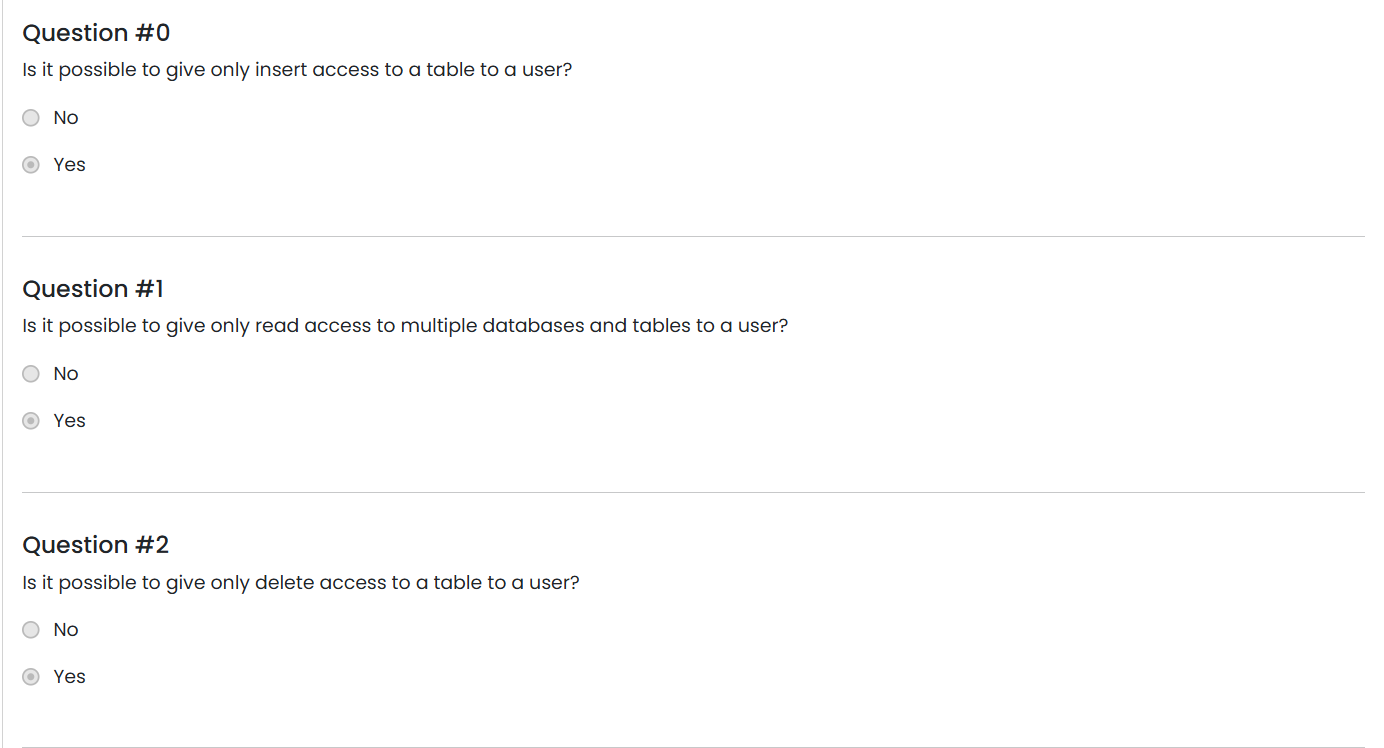 Question #0
Is it possible to give only insert access to a table to a user?
No
Yes
Question #1
Is it possible to give only read access to multiple databases and tables to a user?
No
Yes
Question #2
Is it possible to give only delete access to a table to a user?
No
Yes